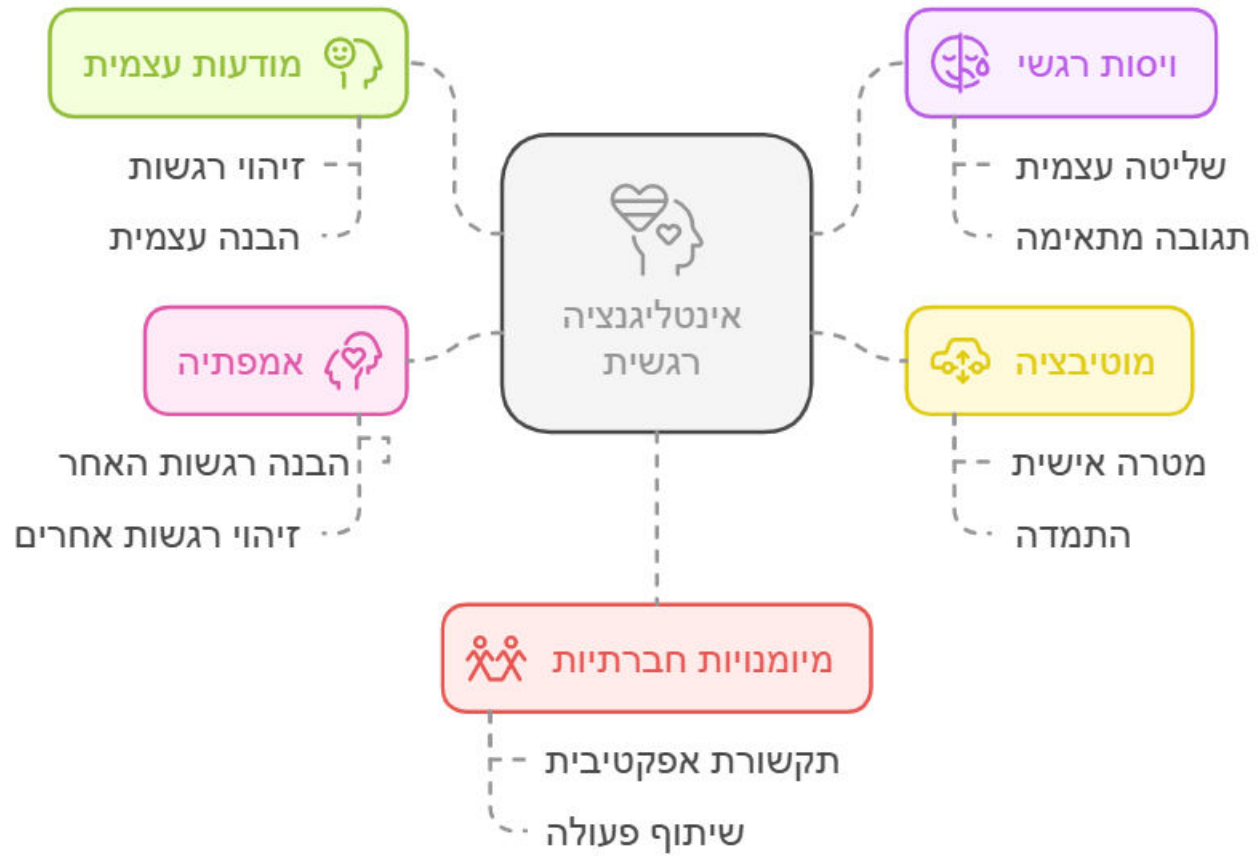 ויסות רגשי
שליטה עצמית
תגובה מתאימה
מודעות עצמית
זיהוי רגשות
הבנה עצמית
אינטליגנציה
רגשית
מוטיבציה
מטרה אישית
התמדה
אמפתיה
הבנה רגשות האחר
זיהוי רגשות אחרים
מיומנויות חברתיות
תקשורת אפקטיבית
שיתוף פעולה